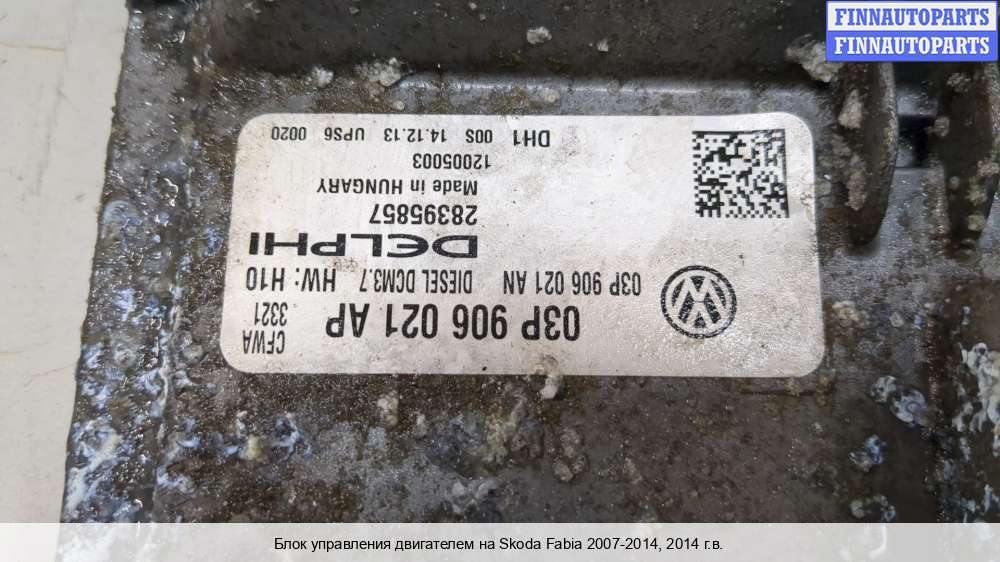 FINNAUTOPARTS
FINNAUTOPARTS
03P 906 021 AP
CFWA
3321
03P 906 021 AN DIESEL DCM3.7 HW: H10
DELPHI
28395857
Made in HUNGARY
12005003
DH1 00S 14.12.13 UPS6 0020
Блок управления двигателем на Skoda Fabia 2007-2014, 2014 г.в.